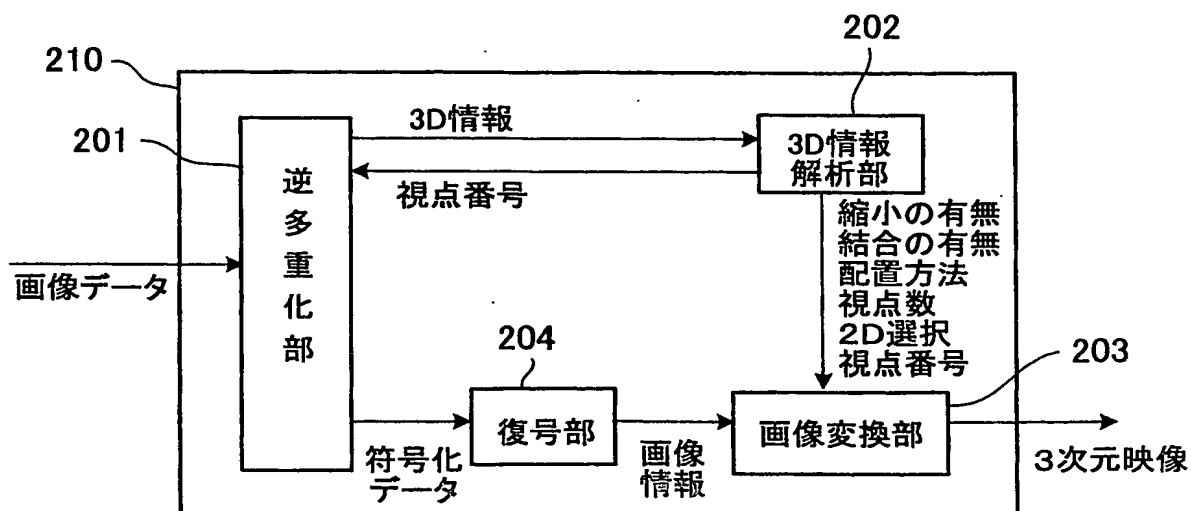 202
210
3D情報
201
3D情報
解析部
視点番号
逆多重化部
縮小の有無
結合の有無
配置方法
視点数
2D選択
視点番号
画像データ
204
203
復号部
画像変換部
符号化
データ
画像
情報
3次元映像